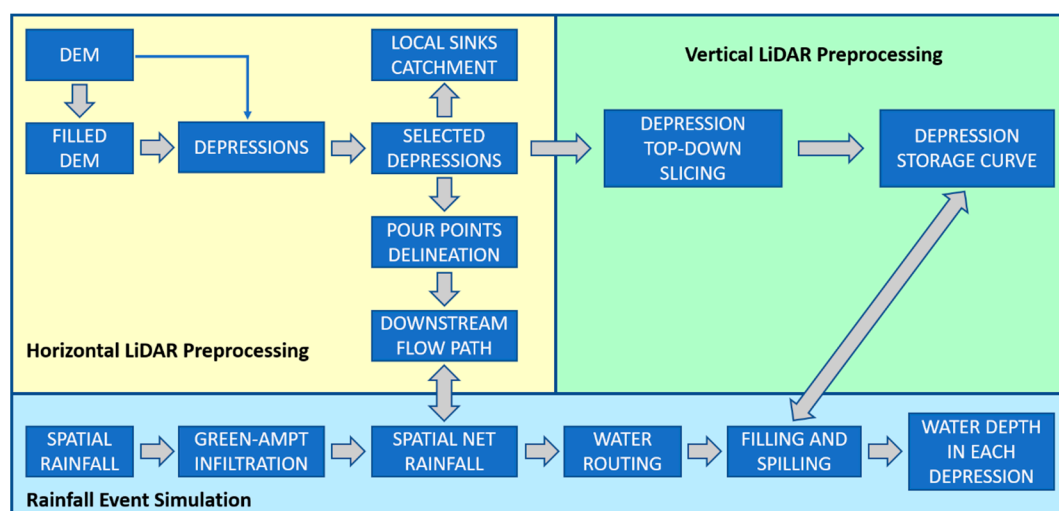 DEM
LOCAL SINKS
CATCHMENT
Vertical LiDAR Preprocessing
FILLED
DEM
DEPRESSIONS
SELECTED
DEPRESSIONS
DEPRESSION
TOP-DOWN
SLICING
DEPRESSION
STORAGE CURVE
POUR POINTS
DELINEATION
DOWNSTREAM
FLOW PATH
Horizontal LiDAR Preprocessing
SPATIAL
RAINFALL
GREEN-AMPT
INFILTRATION
SPATIAL NET
RAINFALL
WATER
ROUTING
FILLING AND
SPILLING
WATER DEPTH
IN EACH
DEPRESSION
Rainfall Event Simulation